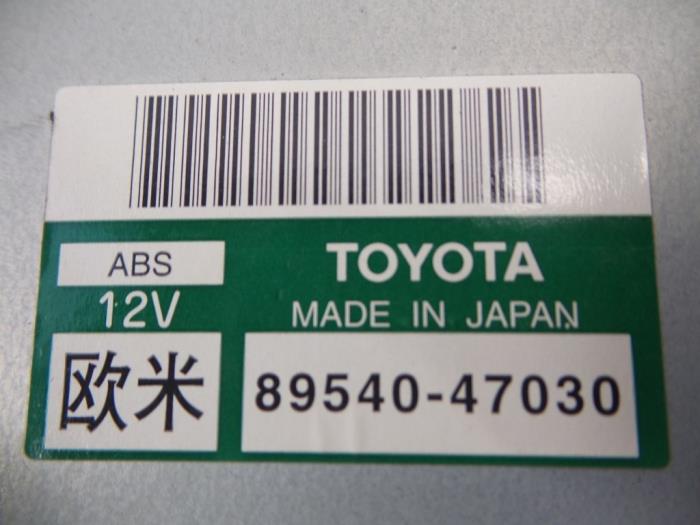 ABS
TOYOTA
12V
MADE IN JAPAN
欧米
89540-47030